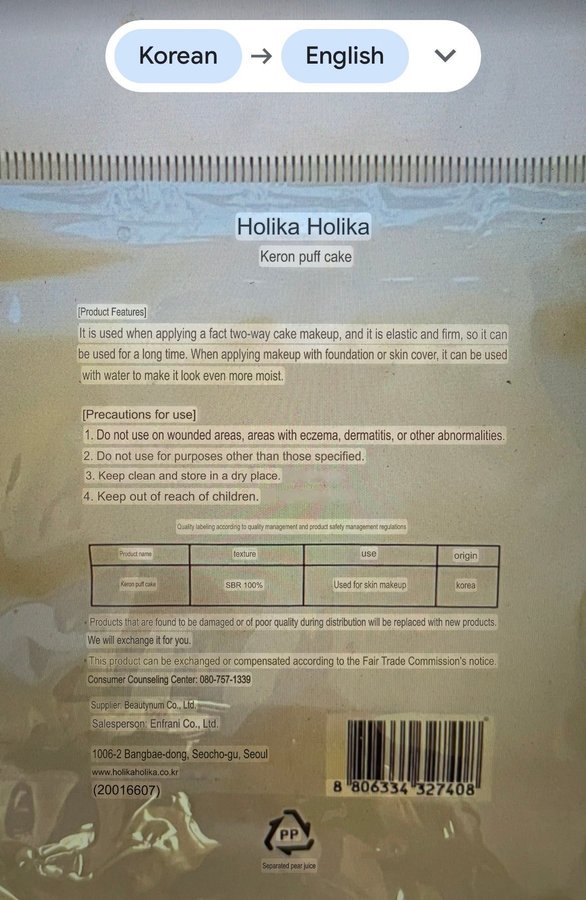 Korean → English
Holika Holika
Keron puff cake
[Product Features]
It is used when applying a fact two-way cake makeup, and it is elastic and firm, so it can
be used for a long time. When applying makeup with foundation or skin cover, it can be used
with water to make it look even more moist.
[Precautions for use]
1. Do not use on wounded areas, areas with eczema, dermatitis, or other abnormalities.
2. Do not use for purposes other than those specified.
3. Keep clean and store in a dry place.
4. Keep out of reach of children.
Quality labeling according to quality management and product safety management regulations
Product name texture use origin
Keron puff cake SBR 100% Used for skin makeup korea
• Products that are found to be damaged or of poor quality during distribution will be replaced with new products.
We will exchange it for you.
• This product can be exchanged or compensated according to the Fair Trade Commission's notice.
Consumer Counseling Center: 080-757-1339
Supplier: Beautynum Co., Ltd.
Salesperson: Enfrani Co., Ltd.
1006-2 Bangbae-dong, Seocho-gu, Seoul
www.holikaholika.co.kr
(20016607)
8 806334 327408
PP
Separated pear juice